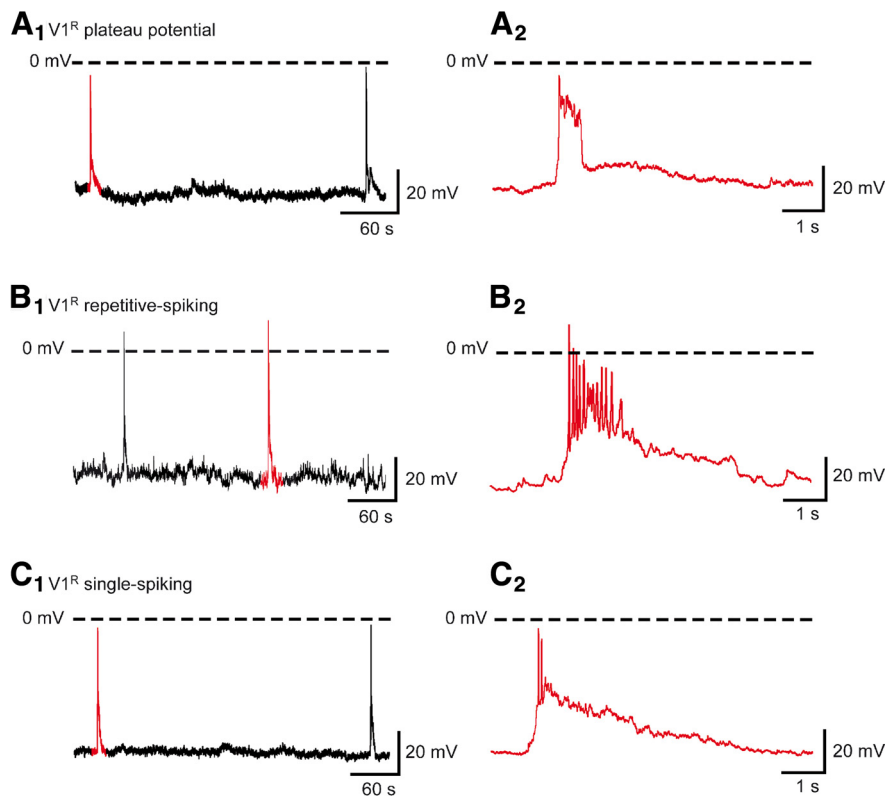 A1 V1R plateau potential
A2
0 mV
0 mV
20 mV
20 mV
60 s
1 s
B1 V1R repetitive-spiking
B2
0 mV
0 mV
20 mV
20 mV
60 s
1 s
C1 V1R single-spiking
C2
0 mV
0 mV
20 mV
20 mV
60 s
1 s